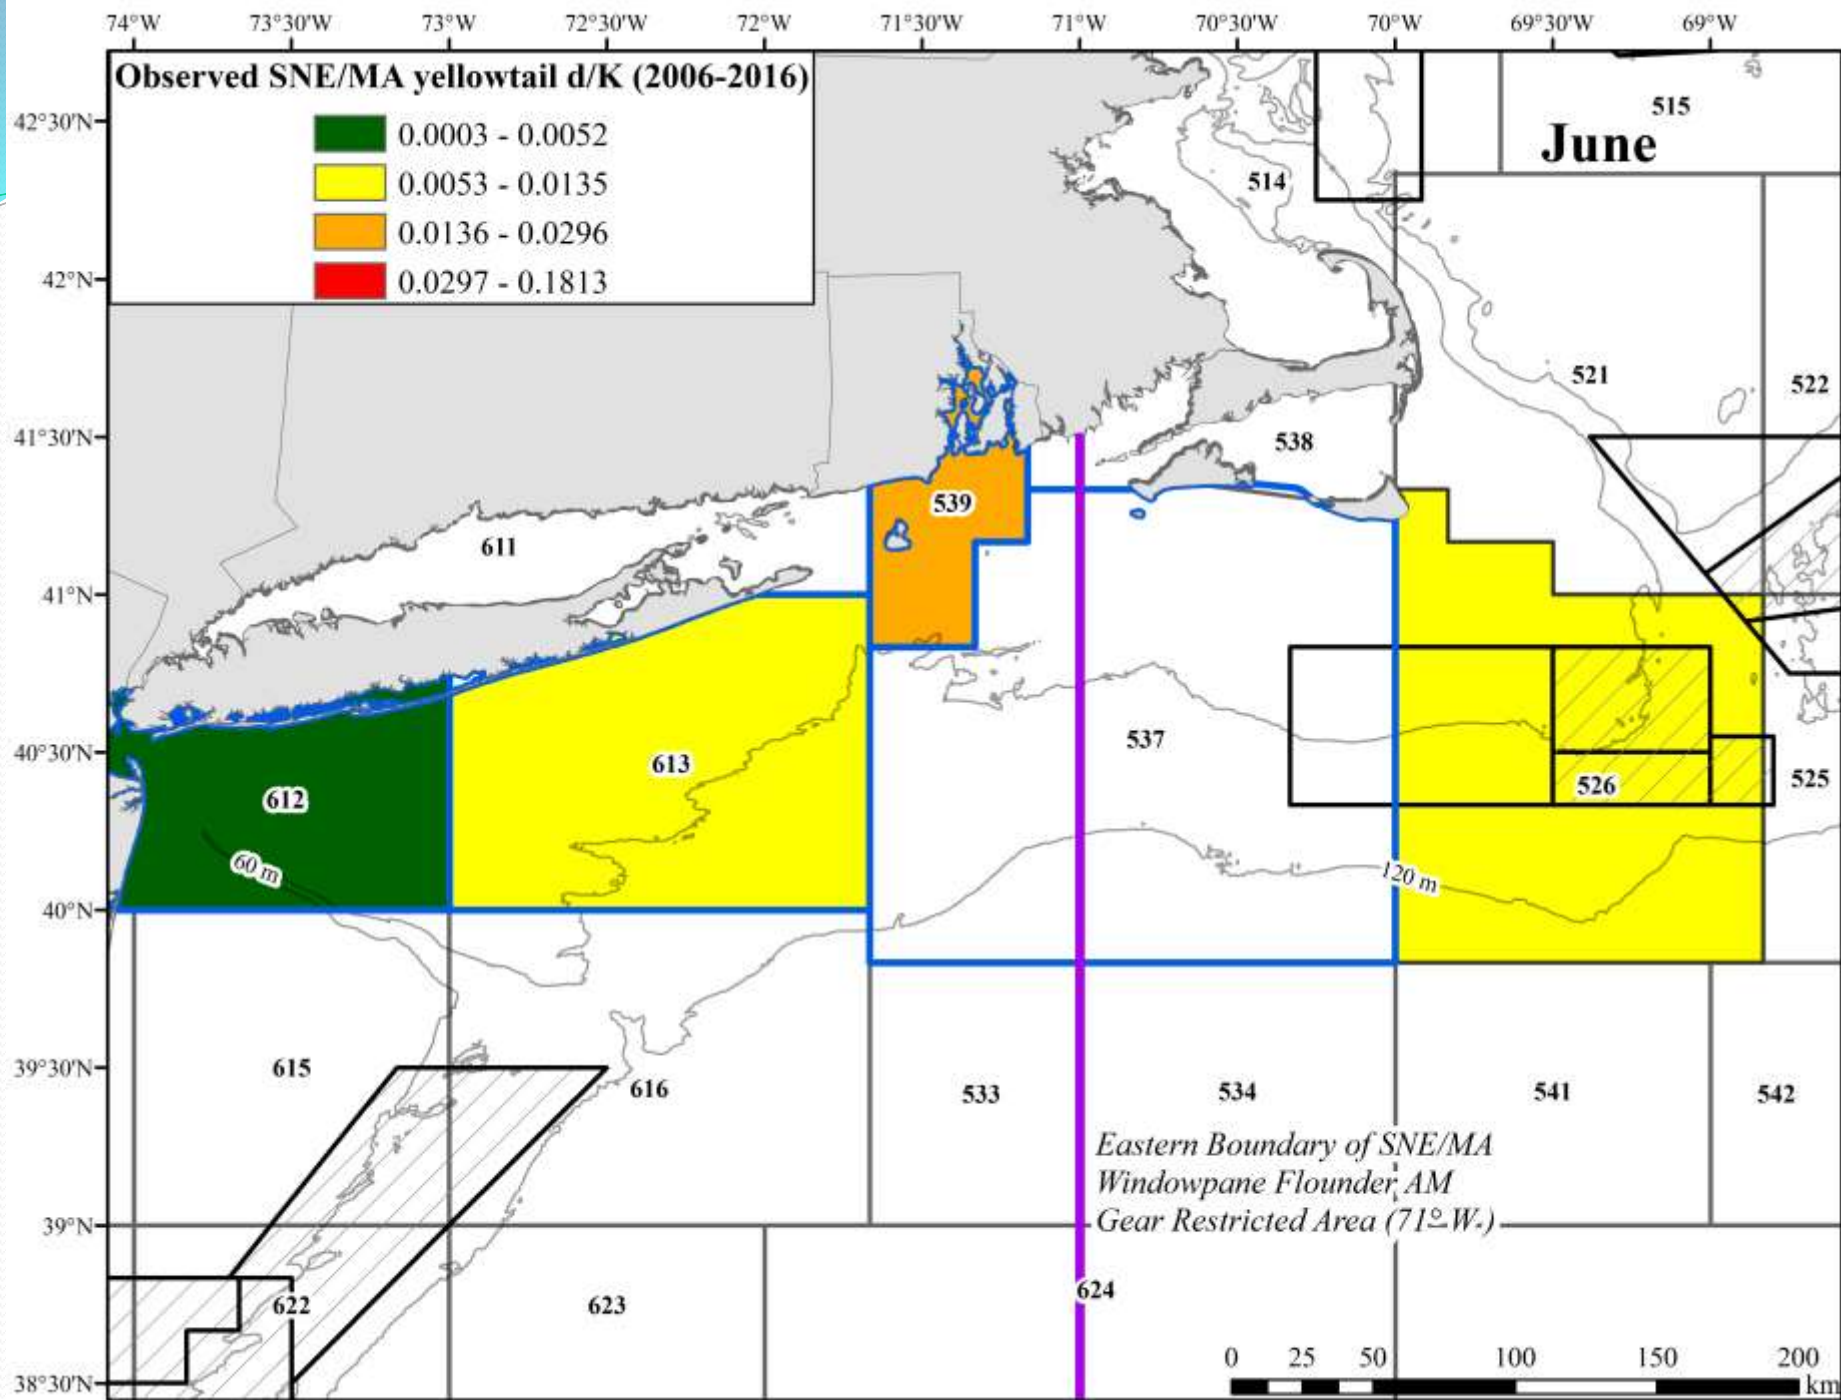 74°W 73°30'W 73°W 72°30'W 72°W 71°30'W 71°W 70°30'W 70°W 69°30'W 69°W
Observed SNE/MA yellowtail d/K (2006-2016)
0.0003 - 0.0052
0.0053 - 0.0135
0.0136 - 0.0296
0.0297 - 0.1813
June
42°30'N
42°N
41°30'N
41°N
40°30'N
40°N
39°30'N
39°N
38°30'N
515
514
521
522
538
539
611
537
613
526
525
612
60 m
120 m
615
616
533
534
541
542
Eastern Boundary of SNE/MA
Windowpane Flounder AM
Gear Restricted Area (71° W.)
624
622
623
0 25 50 100 150 200
km